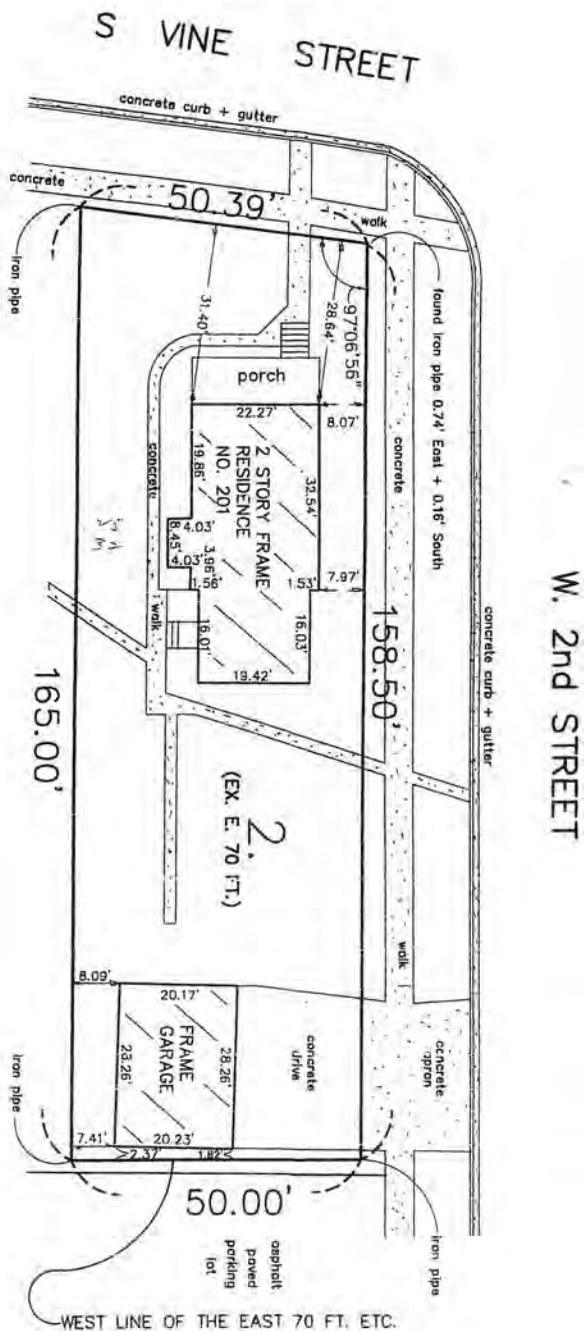 S VINE STREET
concrete curb + gutter
concrete
50.39'
walk
iron pipe
31.40'
28.64'
97°06'56"
found iron pipe 0.74' East + 0.16' South
porch
22.27'
8.07'
concrete
concrete
19.86'
2 STORY FRAME
RESIDENCE
NO. 201
32.54'
4.03'
8.45'
4.03'
3.96'
1.56'
1.53'
7.97'
walk
16.01'
16.03'
19.42'
158.50'
concrete curb + gutter
W. 2nd STREET
165.00'
2.
(EX. E. 70 FT.)
walk
8.09'
20.17'
FRAME
GARAGE
23.26'
28.26'
concrete
drive
concrete
apron
iron pipe
7.41'
20.23'
2.37'
1.82'
50.00'
iron pipe
asphalt
paved
parking
lot
WEST LINE OF THE EAST 70 FT. ETC.